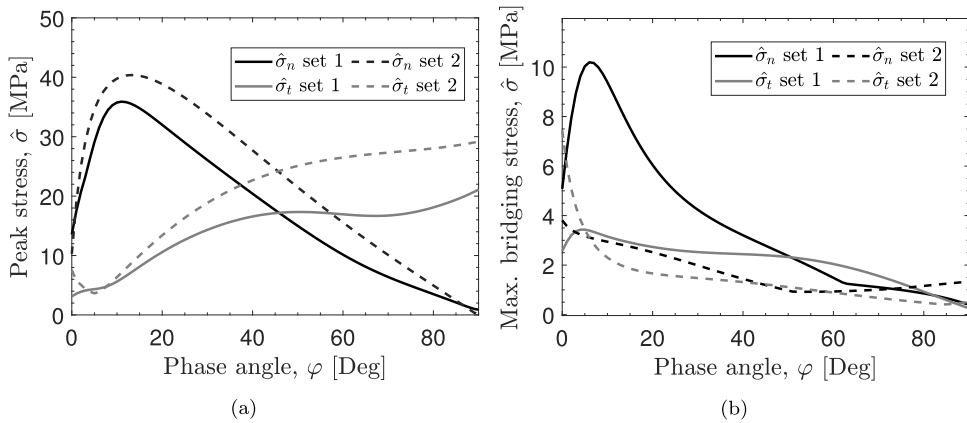 50
40
30
20
10
0
0 20 40 60 80
Peak stress, σ̂ [MPa]
Phase angle, φ [Deg]
σ̂ₙ set 1 σ̂ₙ set 2
σ̂ₜ set 1 σ̂ₜ set 2
(a)
10
8
6
4
2
0
0 20 40 60 80
Max. bridging stress, σ̂ [MPa]
Phase angle, φ [Deg]
σ̂ₙ set 1 σ̂ₙ set 2
σ̂ₜ set 1 σ̂ₜ set 2
(b)